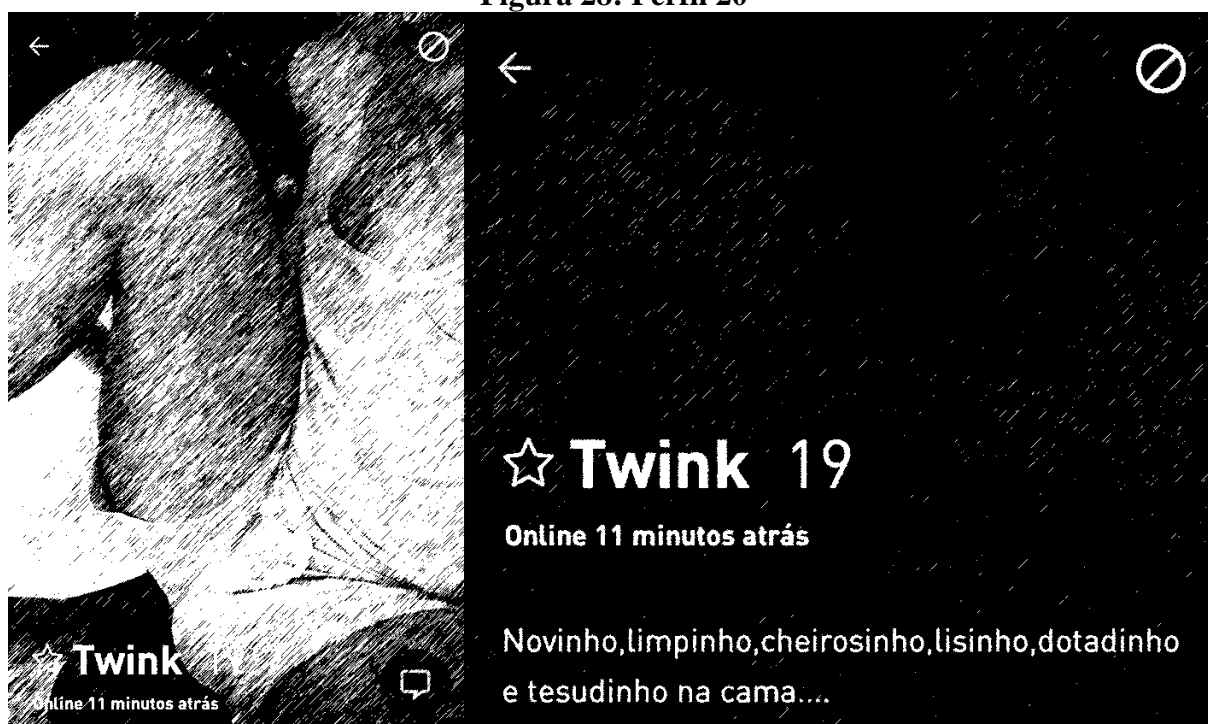 Figura 28: Perfil 20
Twink
Online 11 minutos atrás
Twink 19
Online 11 minutos atrás
Novinho,limpinho,cheirosinho,lisinho,dotadinho
e tesudinho na cama....